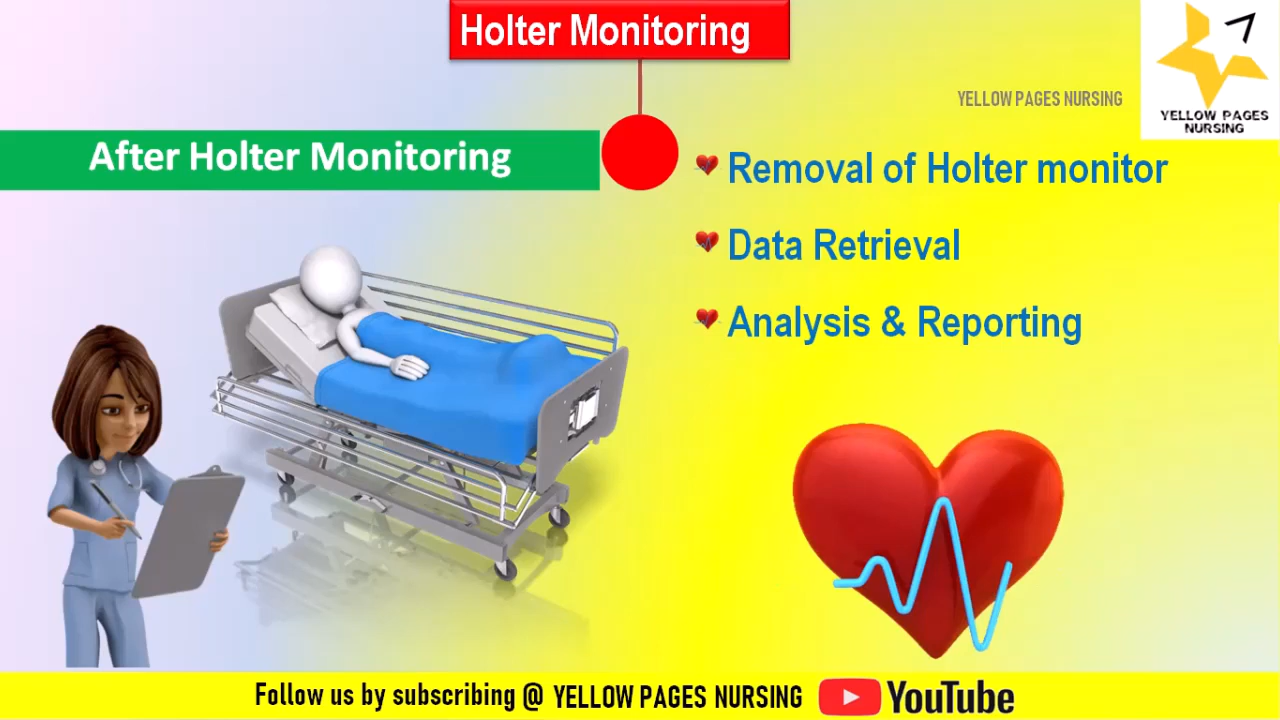 Holter Monitoring
YELLOW PAGES NURSING
YELLOW PAGES
NURSING
After Holter Monitoring
Removal of Holter monitor
Data Retrieval
Analysis & Reporting
Follow us by subscribing @ YELLOW PAGES NURSING YouTube